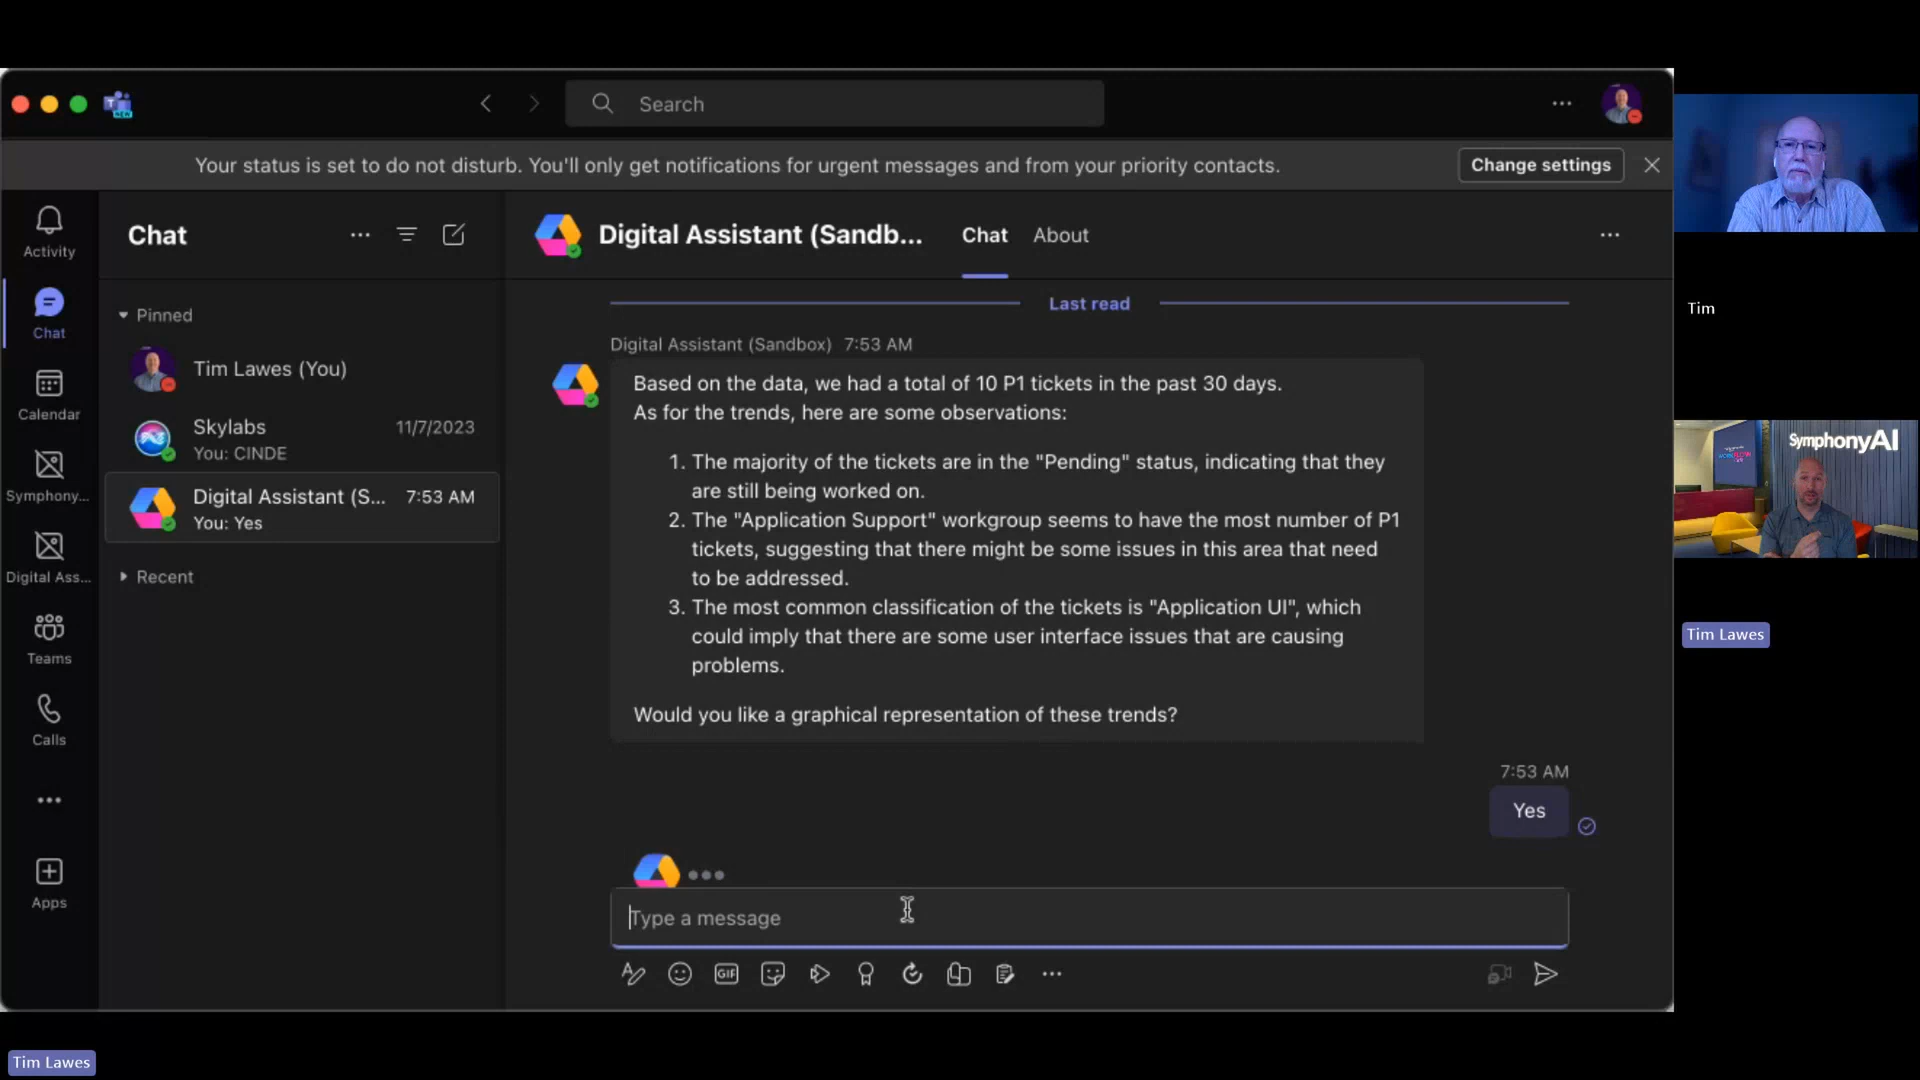 Search
Your status is set to do not disturb. You'll only get notifications for urgent messages and from your priority contacts.
Change settings
Activity
Chat
Calendar
Symphony...
Digital Ass...
Teams
Calls
Apps
Chat
Pinned
Tim Lawes (You)
Skylabs 11/7/2023
You: CINDE
Digital Assistant (S... 7:53 AM
You: Yes
Recent
Digital Assistant (Sandb... Chat About
Last read
Digital Assistant (Sandbox) 7:53 AM
Based on the data, we had a total of 10 P1 tickets in the past 30 days.
As for the trends, here are some observations:
1. The majority of the tickets are in the "Pending" status, indicating that they
are still being worked on.
2. The "Application Support" workgroup seems to have the most number of P1
tickets, suggesting that there might be some issues in this area that need
to be addressed.
3. The most common classification of the tickets is "Application UI", which
could imply that there are some user interface issues that are causing
problems.
Would you like a graphical representation of these trends?
7:53 AM
Yes
Type a message
GIF
Tim
SymphonyAI
Tim Lawes
Tim Lawes